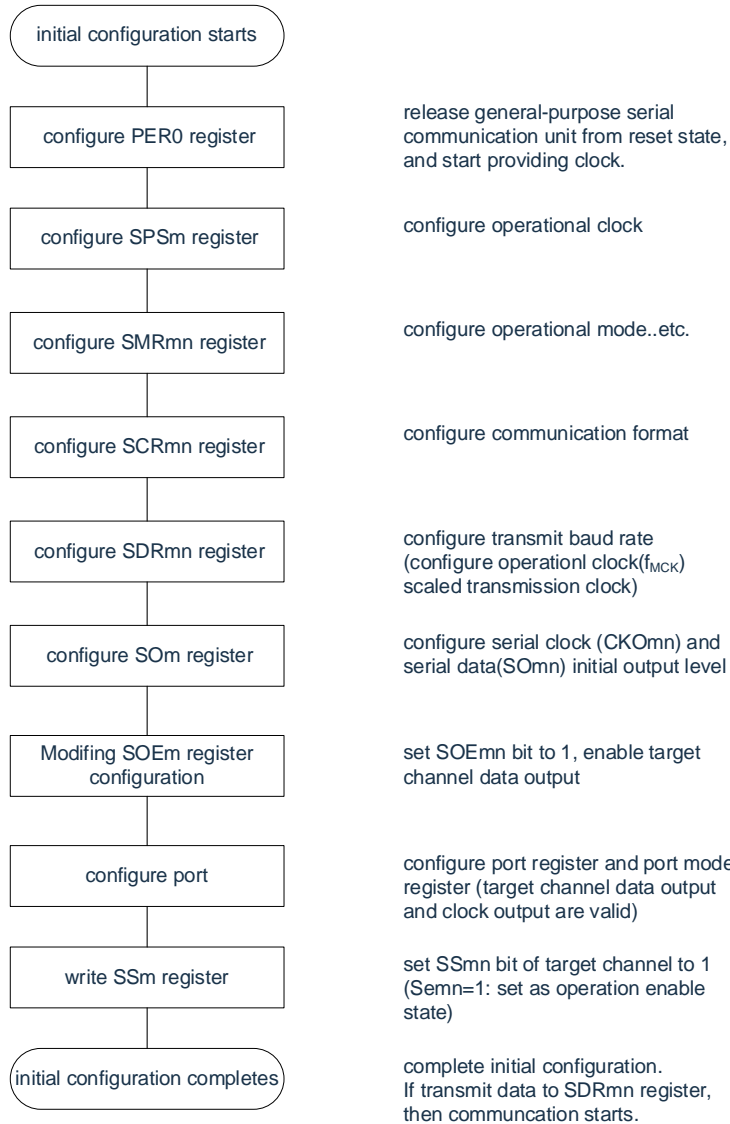 initial configuration starts
configure PER0 register
release general-purpose serial
communication unit from reset state,
and start providing clock.
configure SPSm register
configure operational clock
configure SMRmn register
configure operational mode..etc.
configure SCRmn register
configure communication format
configure SDRmn register
configure transmit baud rate
(configure operationl clock(fMCK)
scaled transmission clock)
configure SOm register
configure serial clock (CKOmn) and
serial data(SOmn) initial output level
Modifing SOEm register
configuration
set SOEmn bit to 1, enable target
channel data output
configure port
configure port register and port mode
register (target channel data output
and clock output are valid)
write SSm register
set SSmn bit of target channel to 1
(Semn=1: set as operation enable
state)
initial configuration completes
complete initial configuration.
If transmit data to SDRmn register,
then communcation starts.